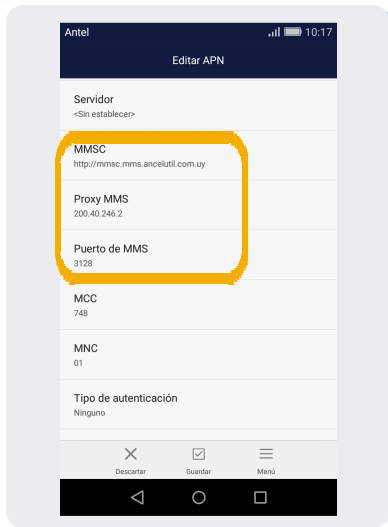 Antel 10:17
Editar APN
Servidor
<Sin establecer>
MMSC
http://mmsc.mms.ancelutil.com.uy
Proxy MMS
200.40.246.2
Puerto de MMS
3128
MCC
748
MNC
01
Tipo de autenticación
Ninguno
Descartar Guardar Menú